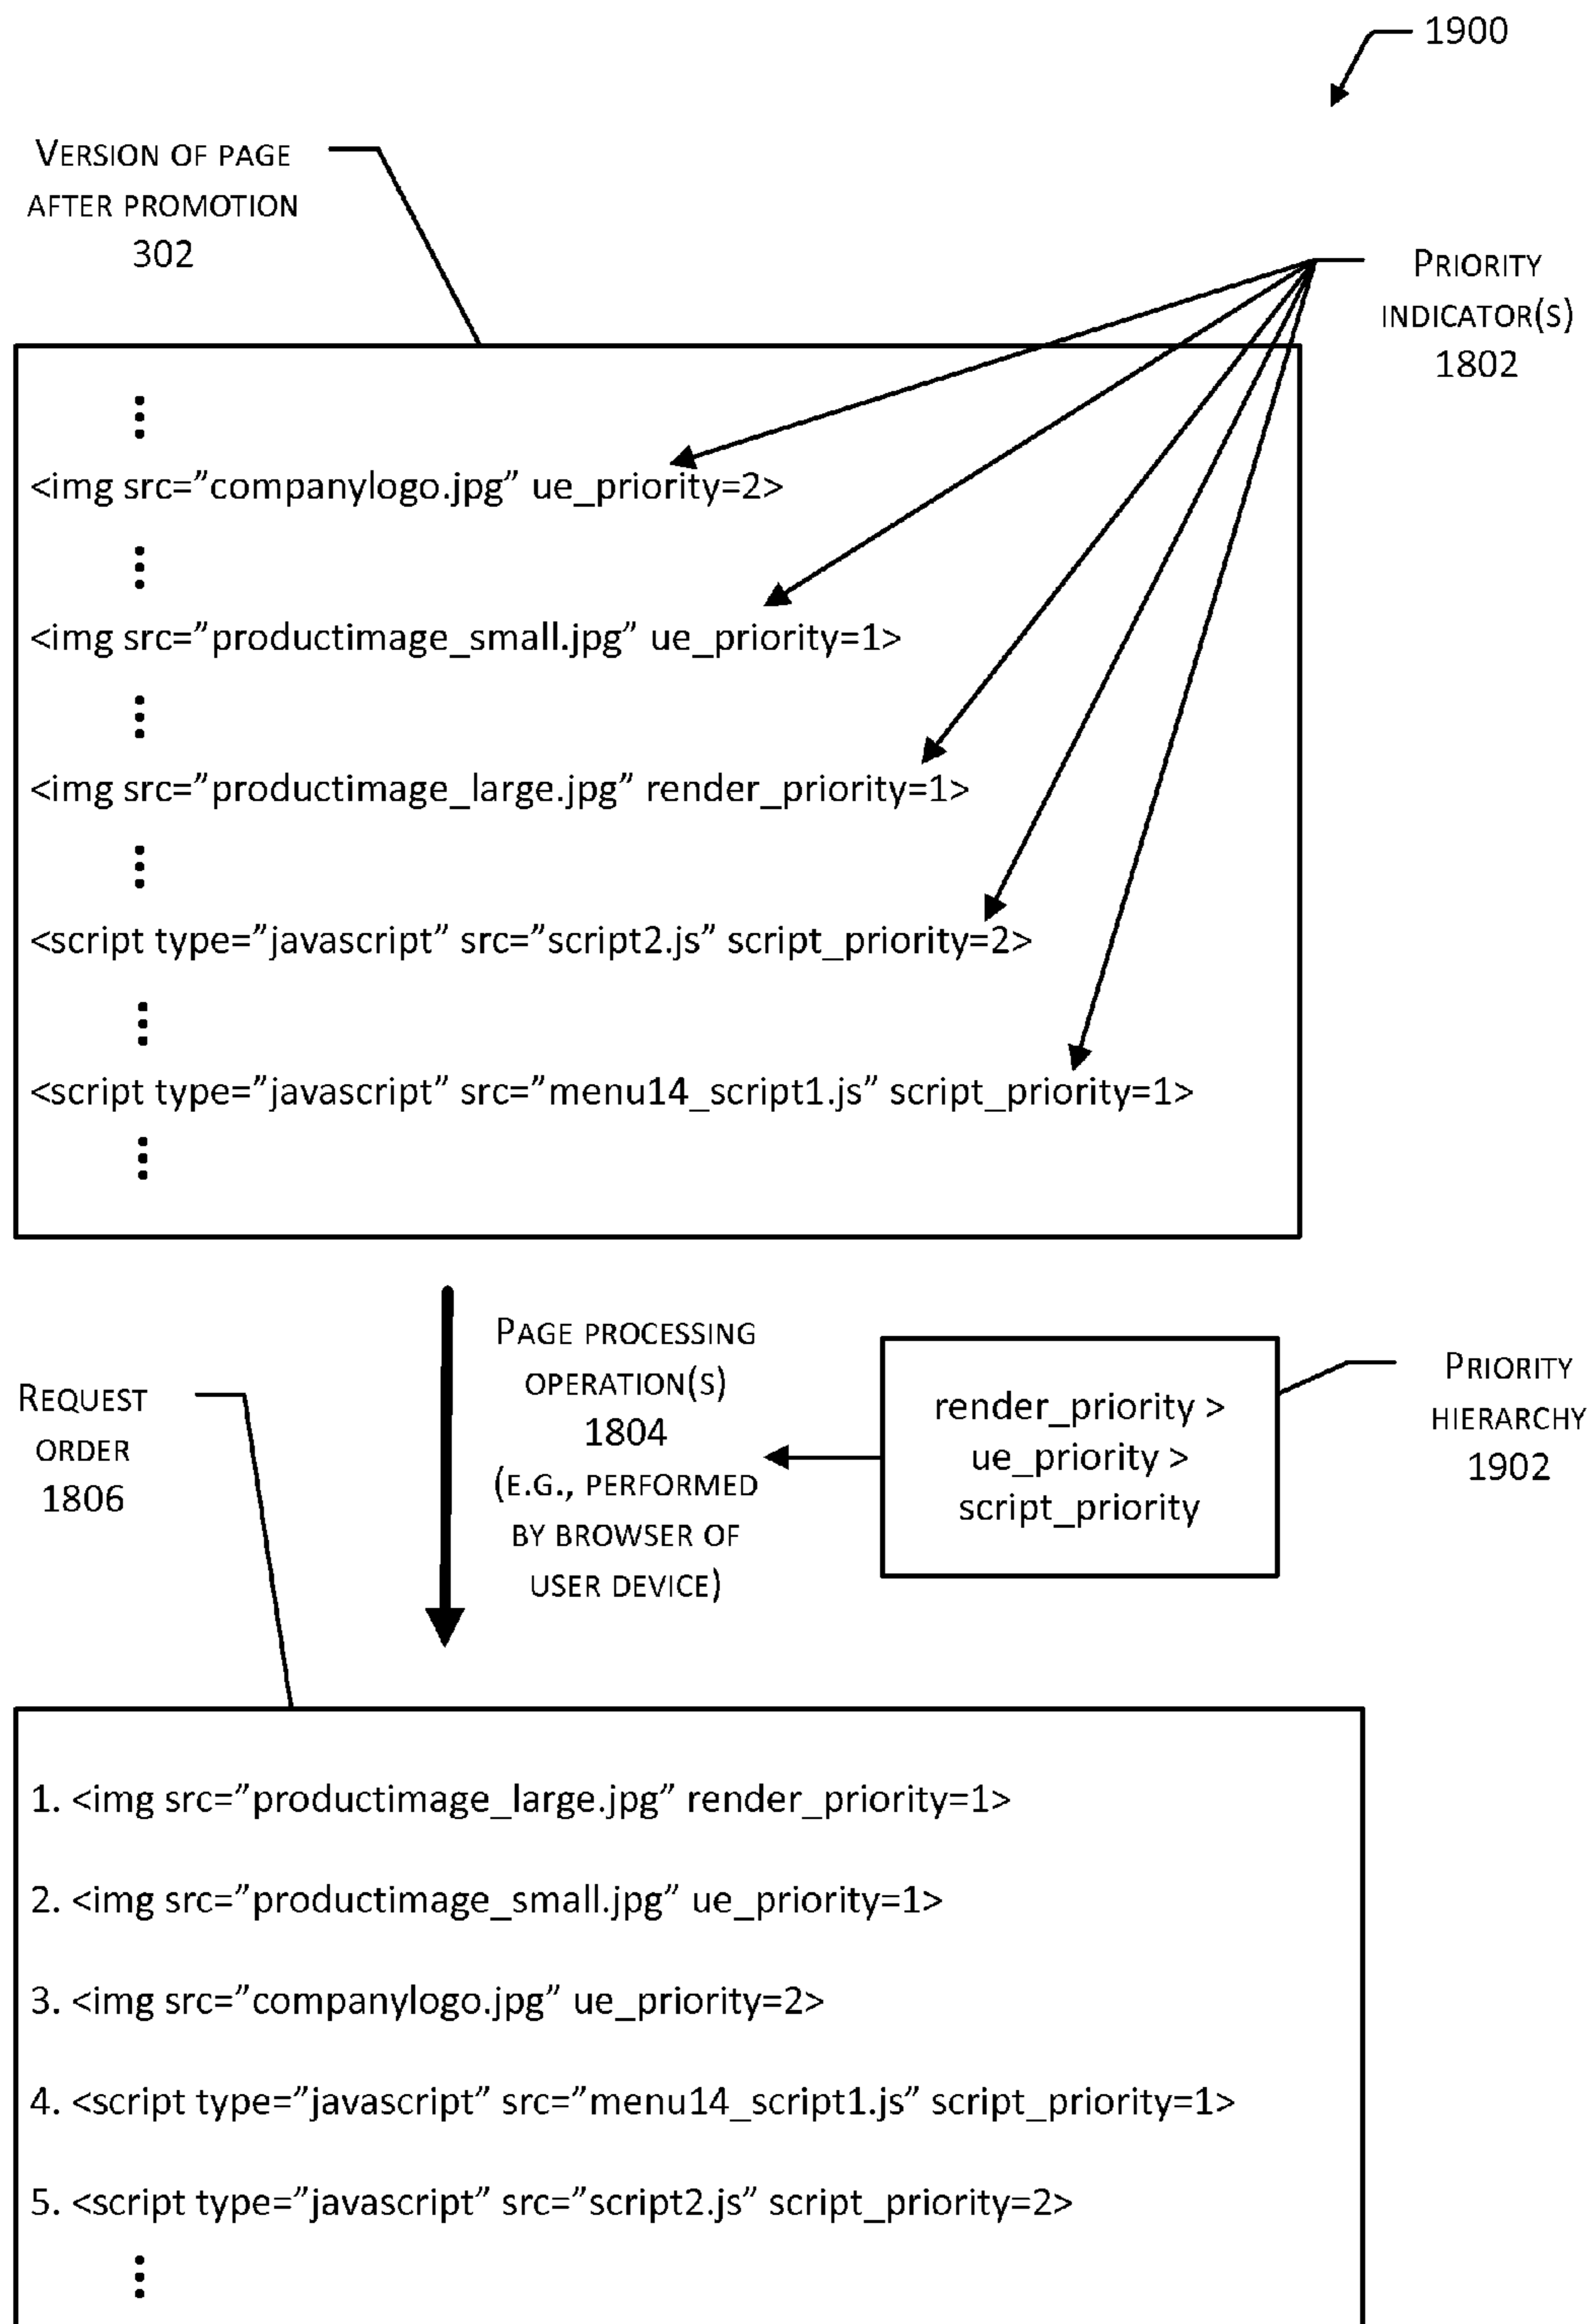 1900
VERSION OF PAGE
AFTER PROMOTION
302
PRIORITY
INDICATOR(S)
1802
<img src=”companylogo.jpg” ue_priority=2>
<img src=”productimage_small.jpg” ue_priority=1>
<img src=”productimage_large.jpg” render_priority=1>
<script type=”javascript” src=”script2.js” script_priority=2>
<script type=”javascript” src=”menu14_script1.js” script_priority=1>
PAGE PROCESSING
OPERATION(S)
1804
(E.G., PERFORMED
BY BROWSER OF
USER DEVICE)
render_priority >
ue_priority >
script_priority
PRIORITY
HIERARCHY
1902
REQUEST
ORDER
1806
1. <img src=”productimage_large.jpg” render_priority=1>
2. <img src=”productimage_small.jpg” ue_priority=1>
3. <img src=”companylogo.jpg” ue_priority=2>
4. <script type=”javascript” src=”menu14_script1.js” script_priority=1>
5. <script type=”javascript” src=”script2.js” script_priority=2>